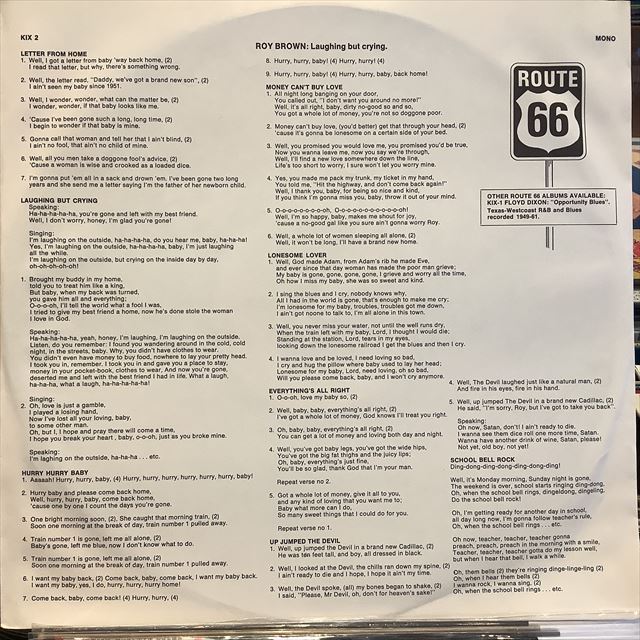 KIX 2
ROY BROWN: Laughing but crying.
MONO
LETTER FROM HOME
1. Well, I got a letter from baby 'way back home, (2)
I read that letter, but why, there's something wrong.
2. Well, the letter read, "Daddy, we've got a brand new son", (2)
I ain't seen my baby since 1951.
3. Well, I wonder, wonder, what can the matter be, (2)
I wonder, wonder, if that baby looks like me.
4. 'Cause I've been gone such a long, long time, (2)
I begin to wonder if that baby is mine.
5. Gonna call that woman and tell her that I ain't blind, (2)
I ain't no fool, that ain't no child of mine.
6. Well, all you men take a doggone fool's advice, (2)
'Cause a woman is wise and crooked as a loaded dice.
7. I'm gonna put 'em all in a sack and drown 'em. I've been gone two long
years and she send me a letter saying I'm the father of her newborn child.
LAUGHING BUT CRYING
Speaking:
Ha-ha-ha-ha-ha, you're gone and left with my best friend.
Well, I don't worry, honey, I'm glad you're gone!
Singing:
I'm laughing on the outside, ha-ha-ha, do you hear me, baby, ha-ha-ha!
Yes, I'm laughing on the outside, ha-ha-ha-ha, baby, I'm just laughing
all the while.
I'm laughing on the outside, but crying on the inside day by day,
oh-oh-oh-oh-oh!
1. Brought my buddy in my home,
told you to treat him like a king,
But baby, when my back was turned,
you gave him all and everything;
O-o-o-oh, I'll tell the world what a fool I was,
I tried to give my best friend a home, now he's done stole the woman
I love in God.
Speaking:
Ha-ha-ha-ha-ha, yeah, honey, I'm laughing, I'm laughing on the outside.
Listen, do you remember: I found you wandering around in the cold, cold
night, in the streets, baby. Why, you didn't have clothes to wear.
You didn't even have money to buy food, nowhere to lay your pretty head.
I took you in, remember. I took you in and gave you a place to stay,
money in your pocket-book, clothes to wear. And now you're gone,
deserted me and left with the best friend I had in life. What a laugh,
ha-ha-ha, what a laugh, ha-ha-ha-ha-ha!
Singing:
2. Oh, love is just a gamble,
I played a losing hand,
Now I've lost all your loving, baby,
to some other man.
Oh, but I, I hope and pray there will come a time,
I hope you break your heart , baby, o-o-oh, just as you broke mine.
Speaking:
I'm laghing on the outside, ha-ha-ha . . . etc.
HURRY HURRY BABY
1. Aaaaah! Hurry, hurry, baby, (4) Hurry, hurry, hurry, hurry, hurry, baby!
2. Hurry baby and please come home,
Well, hurry, hurry, baby, come back home,
'cause one by one I count the days you're gone.
3. One bright morning soon, (2), She caught the morning train, (2)
Soon one morning at the break of day, train number 1 pulled away.
4. Train number 1 is gone, left me all alone, (2)
Baby's gone, left me blue, now I don't know what to do.
5. Train number 1 is gone, left me all alone, (2)
Soon one morning at the break of day, train number 1 pulled away.
6. I want my baby back, (2) Come back, baby, come back, I want my baby back.
I want my baby, yes, I do, hurry, hurry, hurry home!
7. Come back, baby, come back! (4) Hurry, hurry, (4)
8. Hurry, hurry, baby! (4) Hurry, hurry! (4)
9. Hurry, hurry, baby! (4) Hurry, hurry, baby, back home!
MONEY CAN'T BUY LOVE
1. All night long banging on your door,
You called out, "I don't want you around no more!"
Well, it's all right, baby, dirty no-good so and so,
You got a whole lot of money, you're not so doggone poor.
2. Money can't buy love, (you'd better) get that through your head, (2)
'cause it's gonna be lonesome on a certain side of your bed.
3. Well, you promised you would love me, you promised you'd be true,
Now you wanna leave me, now you say we're through,
Well, I'll find a new love somewhere down the line,
Life's too short to worry, I sure won't let you worry mine.
4. Yes, you made me pack my trunk, my ticket in my hand,
You told me, "Hit the highway, and don't come back again!"
Well, I thank you, baby, for being so nice and kind,
If you think I'm gonna miss you, baby, throw it out of your mind.
5. O-o-o-o-o-o-o-oh, O-o-o-o-o-o-o-o-o-o-oh!
Well, I'm so happy, baby, makes me shout for joy,
'cause a no-good gal like you sure ain't gonna worry Roy.
6. Well, a whole lot of women sleeping all alone, (2)
Well, it won't be long, I'll have a brand new home.
LONESOME LOVER
1. Well, God made Adam, from Adam's rib he made Eve,
and ever since that day woman has made the poor man grieve;
My baby is gone, gone, gone, gone, I grieve and worry all the time,
Oh how I miss my baby, she was so sweet and kind.
2. I sing the blues and I cry, nobody knows why,
All I had in the world is gone, that's enough to make me cry;
I'm lonesome for my baby, troubles, troubles got me down,
I ain't got noone to talk to, I'm all alone in this town.
3. Well, you never miss your water, not until the well runs dry,
When the train left with my baby, Lord, I thought I would die;
Standing at the station, Lord, tears in my eyes,
looking down the lonesome railroad I get the blues and then I cry.
4. I wanna love and be loved, I need loving so bad,
I cry and hug the pillow where baby used to lay her head;
Lonesome for my baby, Lord, need loving, oh so bad,
Will you please come back, baby, and I won't cry anymore.
EVERYTHING'S ALL RIGHT
1. O-o-oh, love my baby so, (2)
2. Well, baby, baby, everything's all right, (2)
I've got a whole lot of money, God knows I'll treat you right.
3. Oh, baby, baby, everything's all right, (2)
You can get a lot of money and loving both day and night.
4. Well, you've got baby legs, you've got the wide hips,
You've got the big fat thighs and the juicy lips;
Oh, baby, everything's just fine,
You'll be so glad, thank God that I'm your man.
Repeat verse no 2.
5. Got a whole lot of money, give it all to you,
and any kind of loving that you want me to;
Baby what more can I do,
So many sweet things that I could do for you.
Repeat verse no 1.
UP JUMPED THE DEVIL
1. Well, up jumped the Devil in a brand new Cadillac, (2)
He was ten feet tall, and boy, all dressed in black.
2. Well, I looked at the Devil, the chills ran down my spine, (2)
I ain't ready to die and I hope, I hope it ain't my time.
3. Well, the Devil spoke, (all) my bones began to shake, (2)
I said, "Please, Mr Devil, oh, don't for heaven's sake!"
ROUTE
66
OTHER ROUTE 66 ALBUMS AVAILABLE:
KIX-1 FLOYD DIXON: "Opportunity Blues".
Texas-Westcoast R&B and Blues
recorded 1949-61.
4. Well, The Devil laughed just like a natural man, (2)
And fire in his eyes, fire in his hand.
5. Well, up jumped The Devil in a brand new Cadillac, (2)
He said, "I'm sorry, Roy, but I've got to take you back".
Speaking:
Oh now, Satan, don't! I ain't ready to die,
I wanna see them dice roll one more time, Satan.
Wanna have another drink of wine, Satan, please!
Not yet, old boy, not yet!
SCHOOL BELL ROCK
Ding-dong-ding-dong-ding-dong-ding!
Well, it's Monday morning, Sunday night is gone,
The weekend is over, school starts ringing ding-dong,
Oh, when the school bell rings, dingeldong, dingeling,
Do the school bell rock!
Oh, I'm getting ready for another day in school,
all day long now, I'm gonna follow teacher's rule,
Oh, when the school bell rings . . . etc.
Oh now, teacher, teacher gonna
preach, preach, preach in the morning with a smile,
Teacher, teacher, teacher gotta do my lesson well,
but when I hear that bell, I walk a while.
Oh, them bells (2) they're ringing dinge-linge-ling (2)
Oh, when I hear them bells (2)
I wanna rock, I wanna sing, (2)
Oh, when the school bell rings . . . etc.